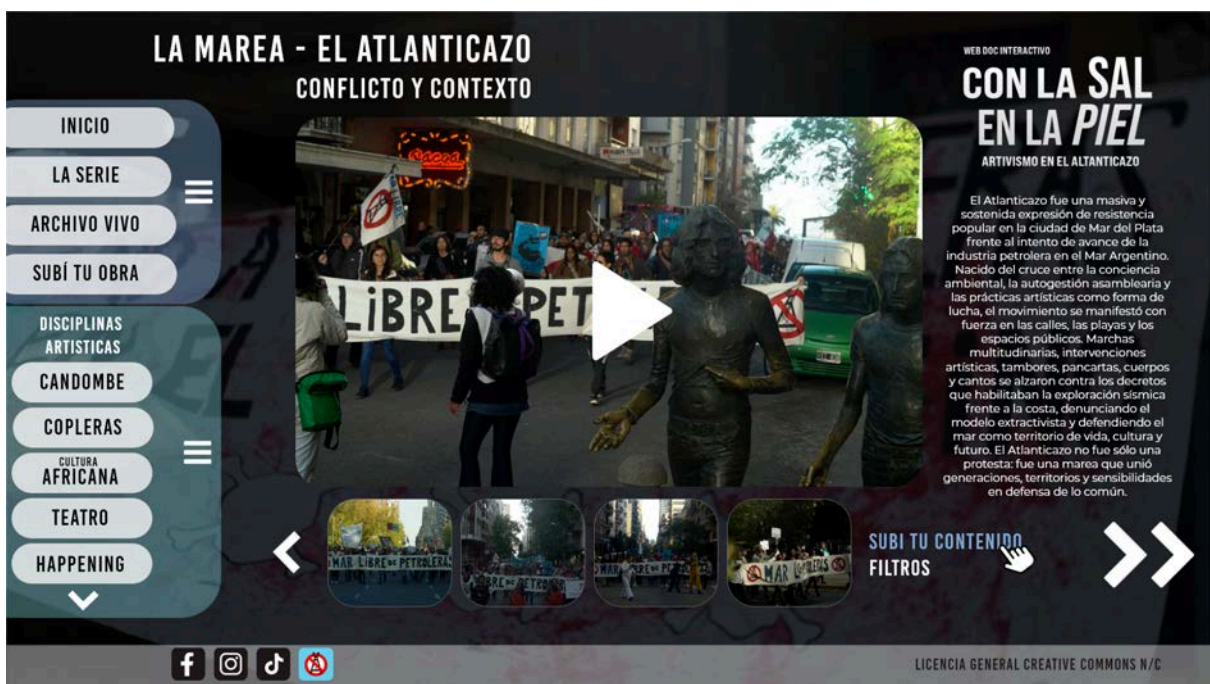 LA MAREA - EL ATLANTICAZO
CONFLICTO Y CONTEXTO
INICIO
LA SERIE
ARCHIVO VIVO
SUBÍ TU OBRA
DISCIPLINAS
ARTISTICAS
CANDOMBE
COPLERAS
CULTURA
AFRICANA
TEATRO
HAPPENING
LIBRE PET
MAR LIBRE DE PETROLERAS
BRE DE PETRO
MAR LIBRE DE PETROLERAS
MAR
SUBI TU CONTENIDO
FILTROS
WEB DOC INTERACTIVO
CON LA SAL
EN LA PIEL
ARTIVISMO EN EL ALTANTICAZO
El Atlanticazo fue una masiva y
sostenida expresión de resistencia
popular en la ciudad de Mar del Plata
frente al intento de avance de la
industria petrolera en el Mar Argentino.
Nacido del cruce entre la conciencia
ambiental, la autogestión asamblearia y
las prácticas artísticas como forma de
lucha, el movimiento se manifestó con
fuerza en las calles, las playas y los
espacios públicos. Marchas
multitudinarias, intervenciones
artísticas, tambores, pancartas, cuerpos
y cantos se alzaron contra los decretos
que habilitaban la exploración sísmica
frente a la costa, denunciando el
modelo extractivista y defendiendo el
mar como territorio de vida, cultura y
futuro. El Atlanticazo no fue sólo una
protesta: fue una marea que unió
generaciones, territorios y sensibilidades
en defensa de lo común.
LICENCIA GENERAL CREATIVE COMMONS N/C